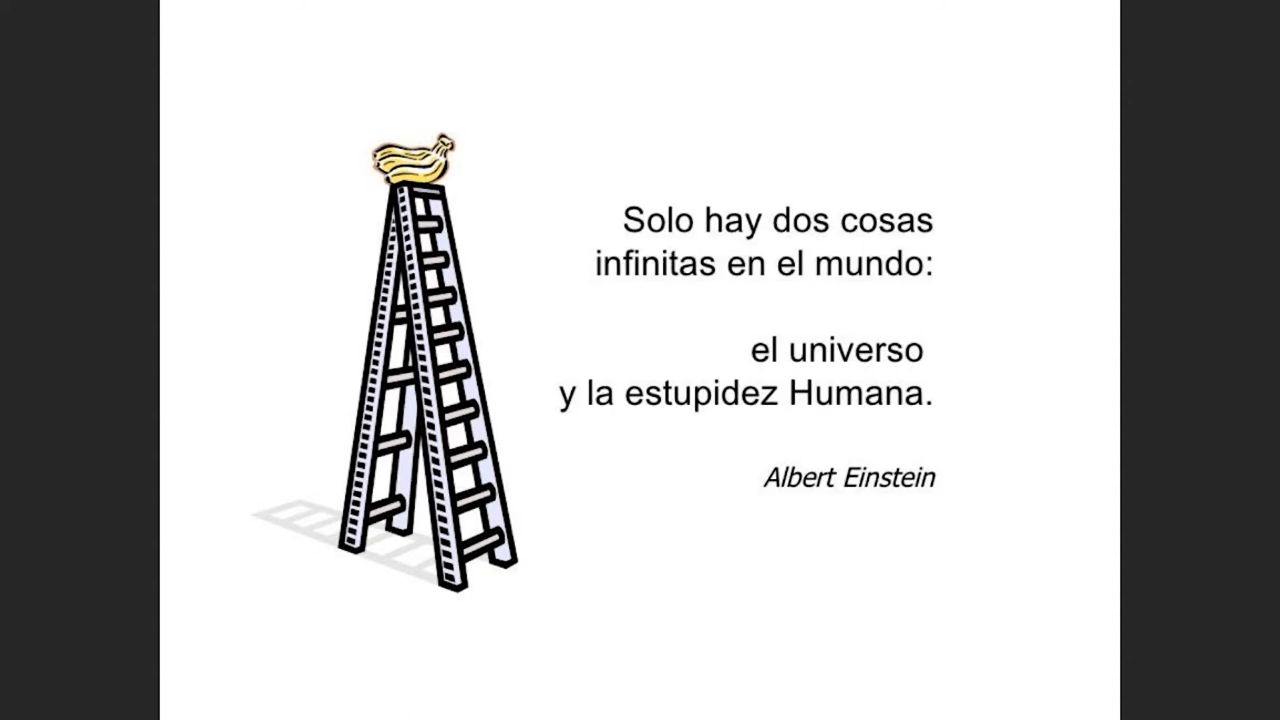 Solo hay dos cosas
infinitas en el mundo:
el universo
y la estupidez Humana.
Albert Einstein